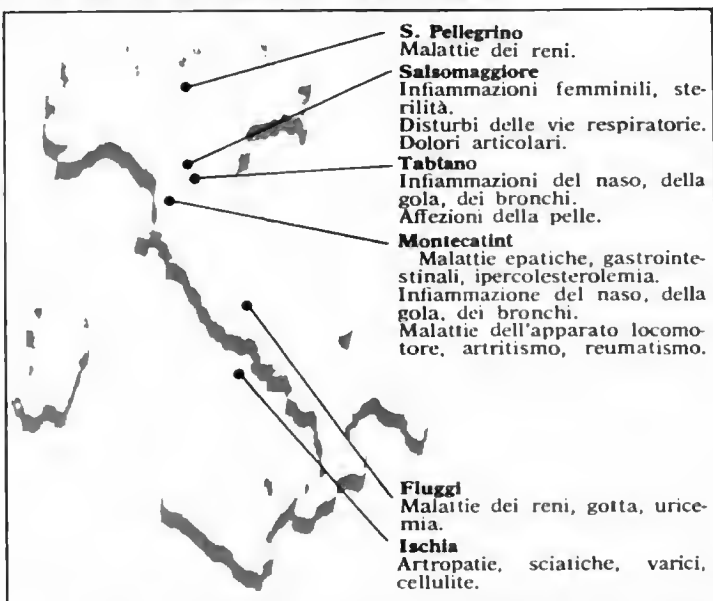 S. Pellegrino
Malattie dei reni.
Salsomaggiore
Infiammazioni femminili, ste-
rilità.
Disturbi delle vie respiratorie.
Dolori articolari.
Tabtano
Infiammazioni del naso, della
gola, dei bronchi.
Affezioni della pelle.
Montecatint
Malattie epatiche, gastrointe-
stinali, ipercolesterolemia.
Infiammazione del naso, della
gola, dei bronchi.
Malattie dell'apparato locomo-
tore, artritismo, reumatismo.
Fluggi
Malattie dei reni, gotta, urice-
mia.
Ischia
Artropatie, sciatiche, varici,
cellulite.